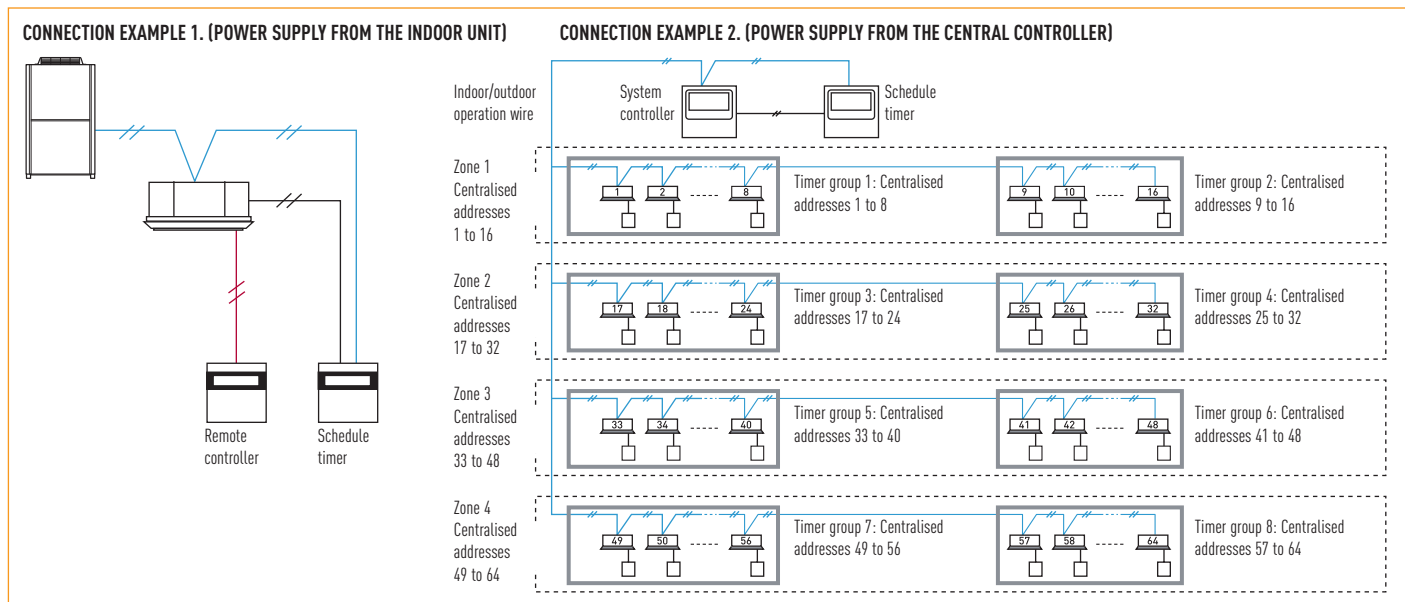 CONNECTION EXAMPLE 1. (POWER SUPPLY FROM THE INDOOR UNIT)
Remote
controller
Schedule
timer
CONNECTION EXAMPLE 2. (POWER SUPPLY FROM THE CENTRAL CONTROLLER)
Indoor/outdoor
operation wire
System
controller
Schedule
timer
Zone 1
Centralised
addresses
1 to 16
1 2 8
Timer group 1: Centralised
addresses 1 to 8
9 10 16
Timer group 2: Centralised
addresses 9 to 16
Zone 2
Centralised
addresses
17 to 32
17 18 24
Timer group 3: Centralised
addresses 17 to 24
25 26 32
Timer group 4: Centralised
addresses 25 to 32
Zone 3
Centralised
addresses
33 to 48
33 34 40
Timer group 5: Centralised
addresses 33 to 40
41 42 48
Timer group 6: Centralised
addresses 41 to 48
Zone 4
Centralised
addresses
49 to 64
49 50 56
Timer group 7: Centralised
addresses 49 to 56
57 58 64
Timer group 8: Centralised
addresses 57 to 64